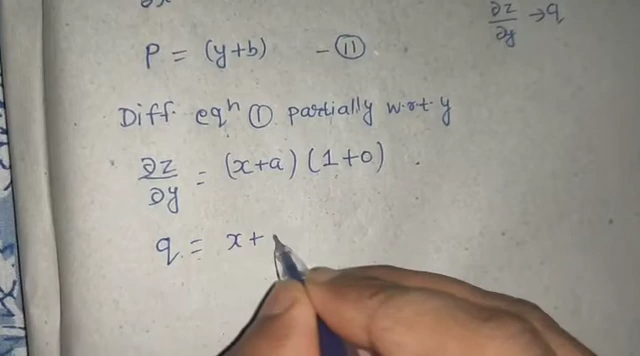 ∂x
∂z/∂y → q
P = (y+b) - ⑪
Diff. eqⁿ ① partially w.r.t. y
∂z/∂y = (x+a)(1+0) .
q = x+